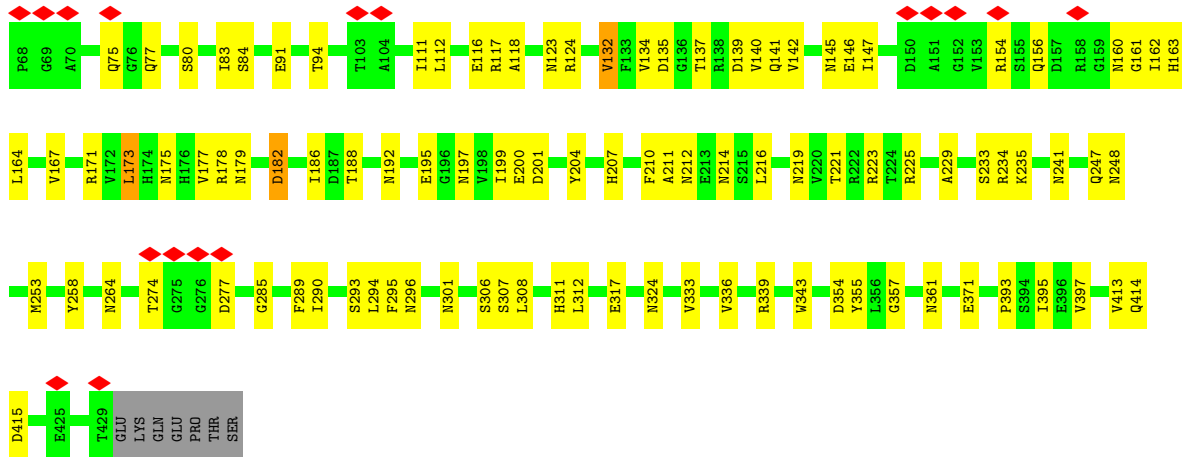 P68 G69 A70 Q75 G76 Q77 S80 I83 S84 E91 T94 T103 A104 I111 L112 E116 R117 A118 N123 R124 V132 F133 V134 D135 G136 T137 R138 D139 V140 Q141 V142 N145 E146 I147 D150 A151 G152 V153 R154 S155 Q156 D157 R158 G159 N160 G161 I162 H163
L164 V167 R171 V172 L173 H174 N175 H176 V177 R178 N179 D182 I186 D187 T188 N192 E195 G196 N197 V198 I199 E200 D201 Y204 H207 F210 A211 N212 E213 N214 S215 L216 N219 V220 T221 R222 R223 T224 R225 A229 S233 R234 K235 N241 Q247 N248
M253 Y258 N264 T274 G275 G276 D277 G285 F289 I290 S293 L294 F295 N296 N301 S306 S307 L308 H311 L312 E317 N324 V333 V336 R339 W343 D354 Y355 L356 G357 N361 E371 P393 S394 I395 E396 V397 V413 Q414
D415 E425 T429 GLU LYS GLN GLU PRO THR SER